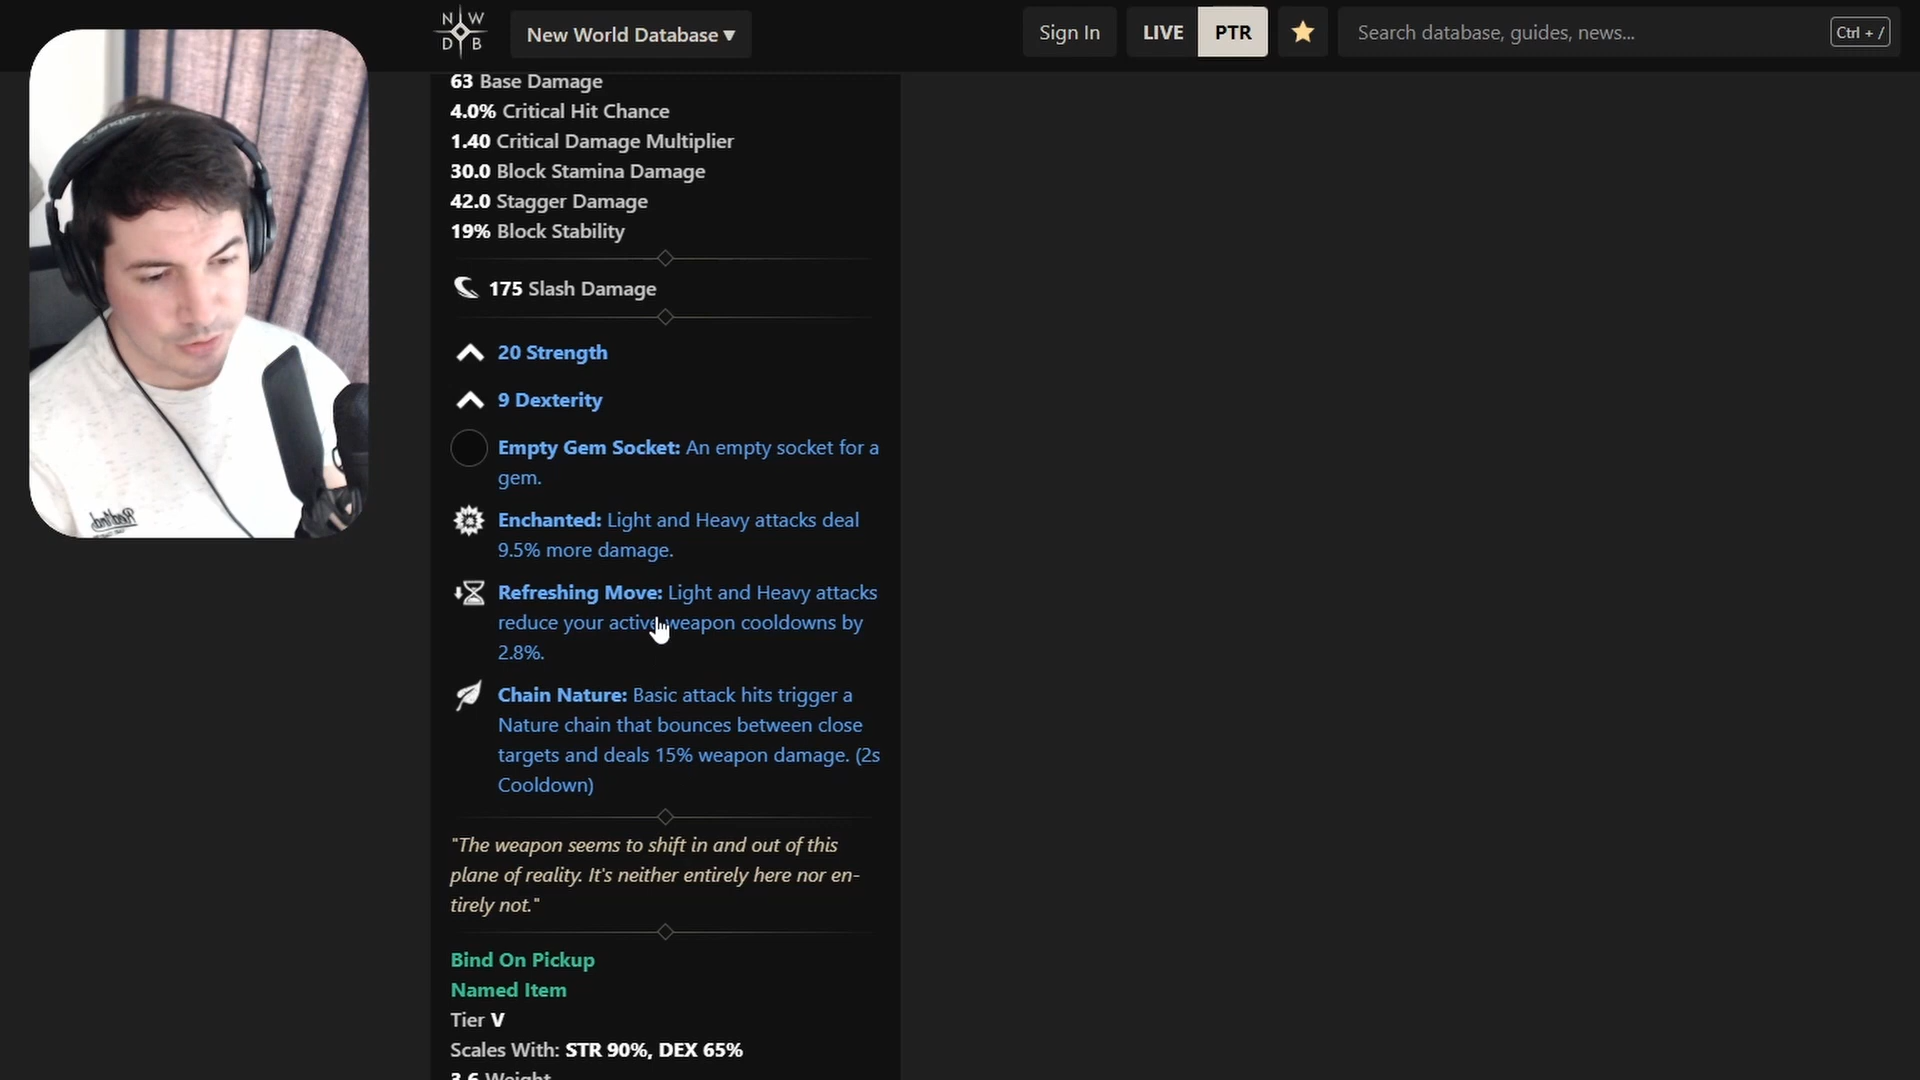 N W
D B
New World Database ▼
Sign In
LIVE
PTR
Search database, guides, news...
Ctrl + /
63 Base Damage
4.0% Critical Hit Chance
1.40 Critical Damage Multiplier
30.0 Block Stamina Damage
42.0 Stagger Damage
19% Block Stability
175 Slash Damage
20 Strength
9 Dexterity
Empty Gem Socket: An empty socket for a
gem.
Enchanted: Light and Heavy attacks deal
9.5% more damage.
Refreshing Move: Light and Heavy attacks
reduce your active weapon cooldowns by
2.8%.
Chain Nature: Basic attack hits trigger a
Nature chain that bounces between close
targets and deals 15% weapon damage. (2s
Cooldown)
"The weapon seems to shift in and out of this
plane of reality. It's neither entirely here nor en-
tirely not."
Bind On Pickup
Named Item
Tier V
Scales With: STR 90%, DEX 65%
3.6 Weight